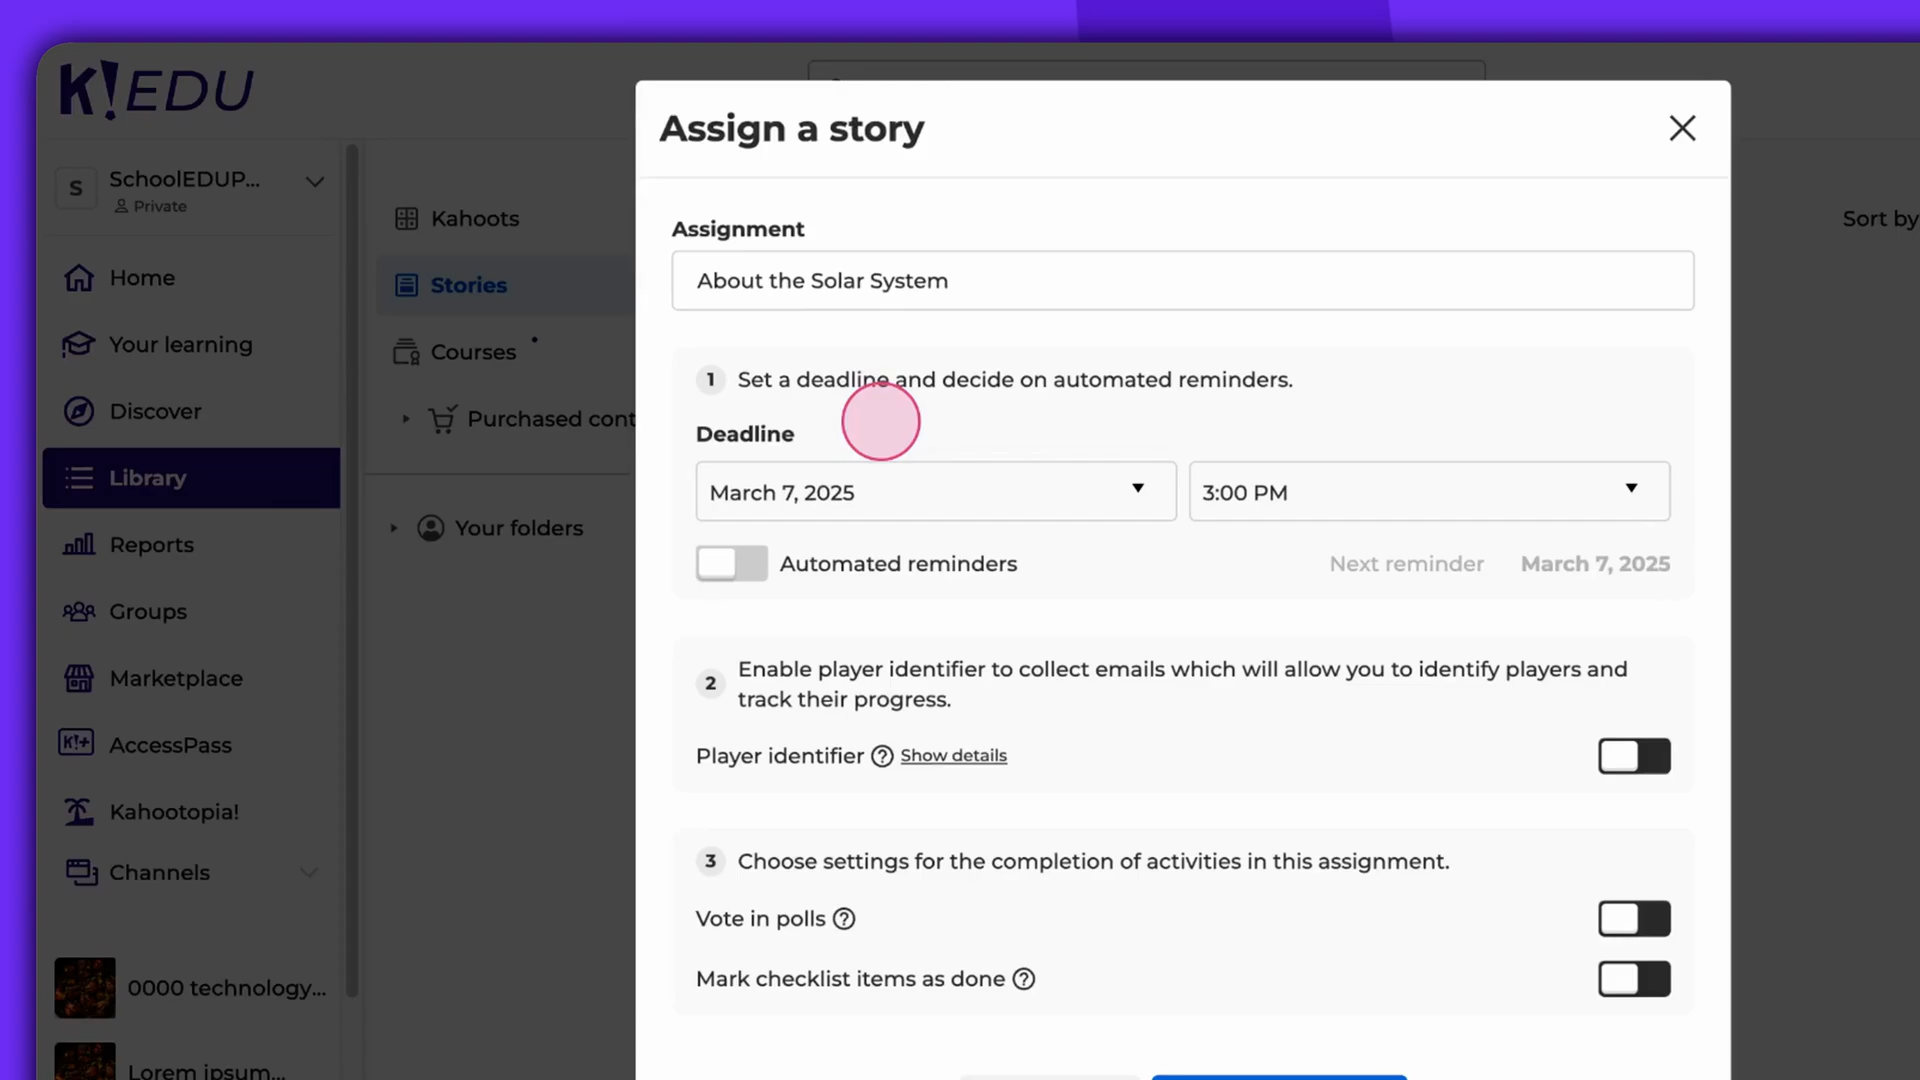 K!EDU
S
SchoolEDUP...
Private
Home
Your learning
Discover
Library
Reports
Groups
Marketplace
K!+
AccessPass
Kahootopia!
Channels
0000 technology...
Lorem ipsum...
Kahoots
Stories
Courses
Purchased cont
Your folders
Sort by
Assign a story
Assignment
About the Solar System
1 Set a deadline and decide on automated reminders.
Deadline
March 7, 2025
3:00 PM
Automated reminders
Next reminder March 7, 2025
2 Enable player identifier to collect emails which will allow you to identify players and
track their progress.
Player identifier ? Show details
3 Choose settings for the completion of activities in this assignment.
Vote in polls ?
Mark checklist items as done ?